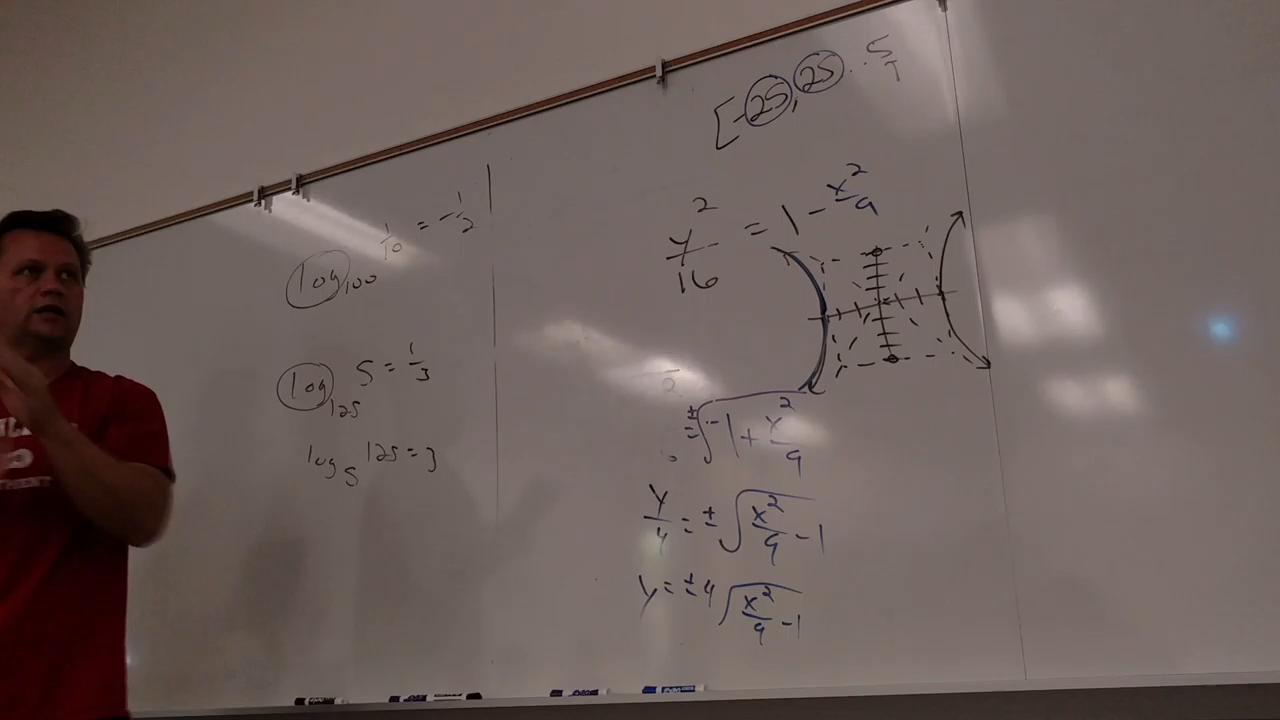 [-25, 25 .. 5
log₁₀₀ 1/10 = -1/2
log₁₂₅ 5 = 1/3
log₅ 125 = 3
y²/16 = 1 - x²/9
± = √-1 + x²/9
y/4 = ± √x²/9 - 1
y = ± 4 √x²/9 - 1